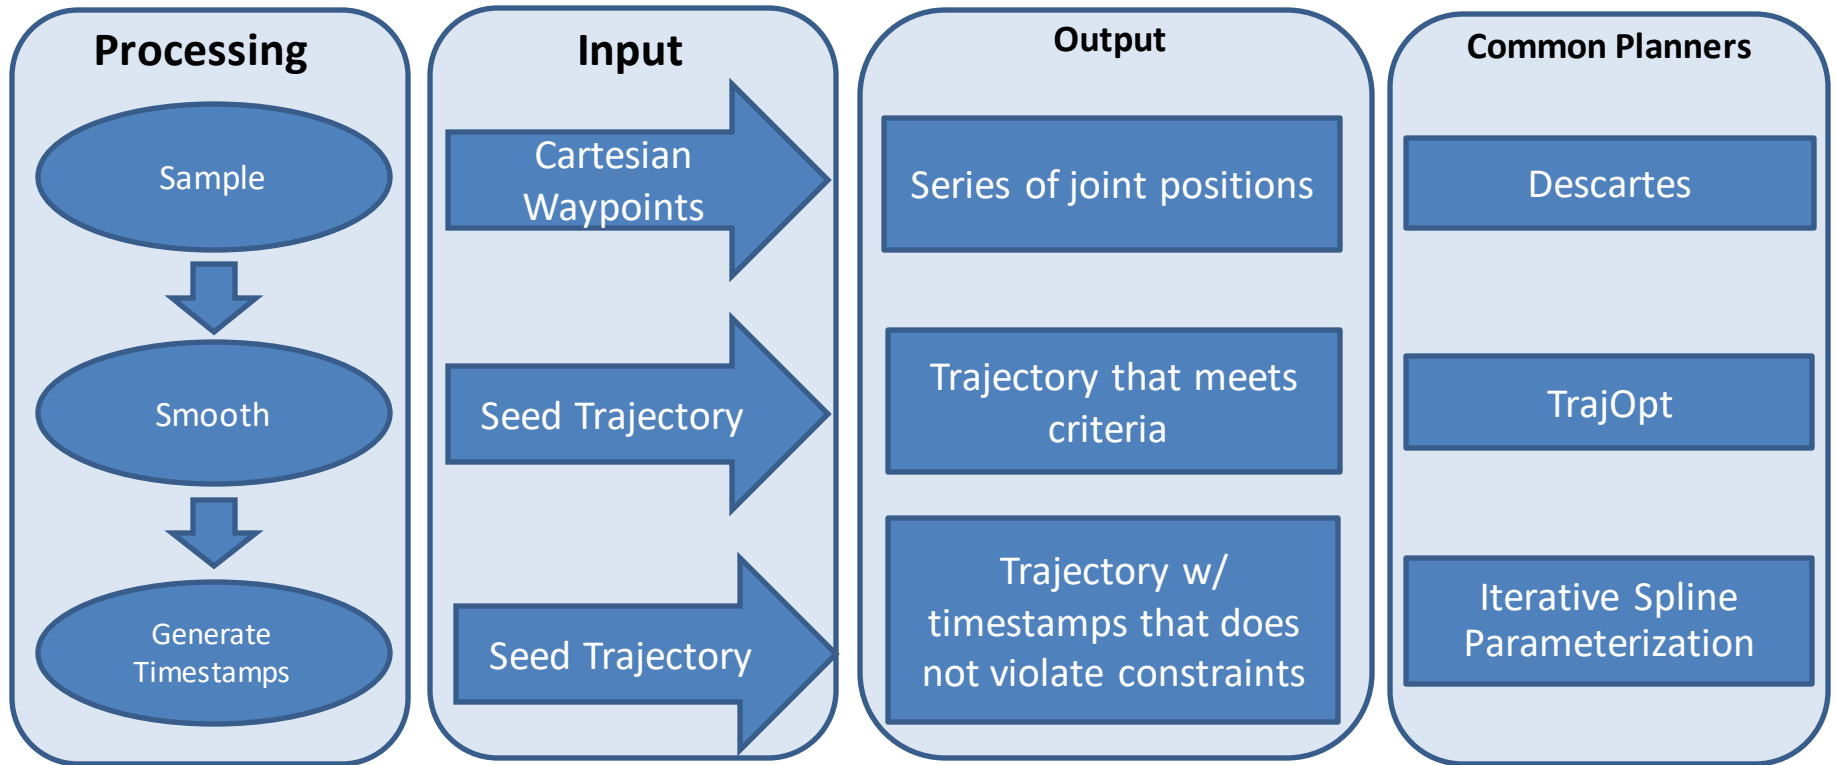 Processing
Sample
Smooth
Generate
Timestamps
Input
Cartesian
Waypoints
Seed Trajectory
Seed Trajectory
Output
Series of joint positions
Trajectory that meets
criteria
Trajectory w/
timestamps that does
not violate constraints
Common Planners
Descartes
TrajOpt
Iterative Spline
Parameterization